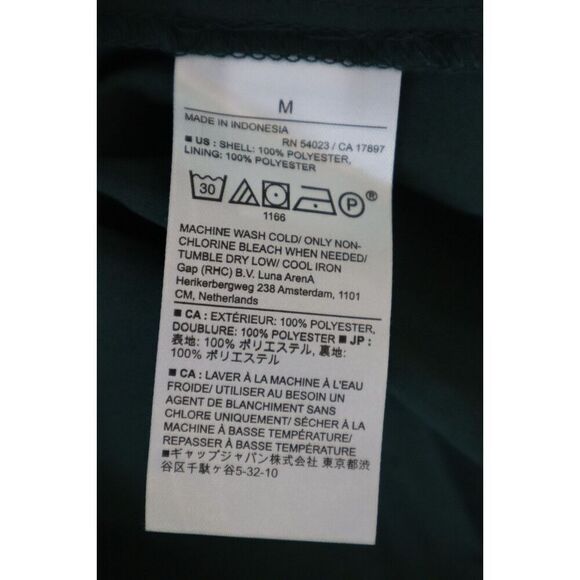 M
MADE IN INDONESIA
RN 54023 / CA 17897
■ US : SHELL: 100% POLYESTER,
LINING: 100% POLYESTER
30 P ®
1166
MACHINE WASH COLD/ ONLY NON-
CHLORINE BLEACH WHEN NEEDED/
TUMBLE DRY LOW/ COOL IRON
Gap (RHC) B.V. Luna ArenA
Herikerbergweg 238 Amsterdam, 1101
CM, Netherlands
■ CA : EXTÉRIEUR: 100% POLYESTER,
DOUBLURE: 100% POLYESTER ■ JP :
表地: 100% ポリエステル, 裏地:
100% ポリエステル
■ CA : LAVER À LA MACHINE À L'EAU
FROIDE/ UTILISER AU BESOIN UN
AGENT DE BLANCHIMENT SANS
CHLORE UNIQUEMENT/ SÉCHER À LA
MACHINE À BASSE TEMPÉRATURE/
REPASSER À BASSE TEMPÉRATURE
■ギャップジャパン株式会社 東京都渋
谷区千駄ヶ谷5-32-10